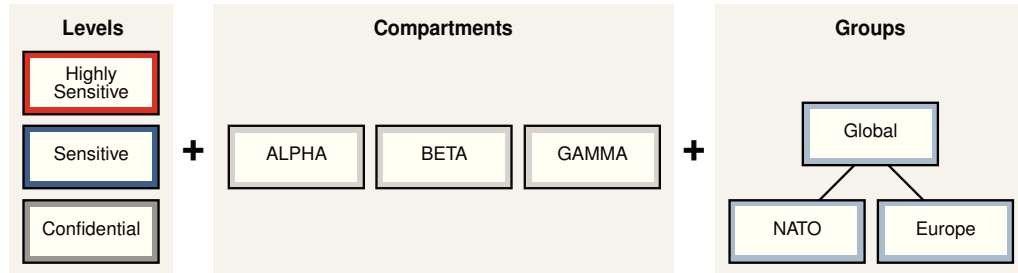 Levels
Highly
Sensitive
Sensitive
Confidential
+
Compartments
ALPHA
BETA
GAMMA
+
Groups
Global
NATO
Europe